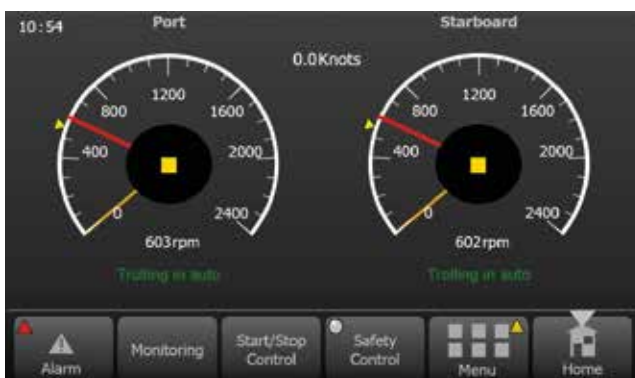 10:54
Port
Starboard
0.0Knots
0
400
800
1200
1600
2000
2400
603rpm
Trolling in auto
0
400
800
1200
1600
2000
2400
602rpm
Trolling in auto
Alarm
Monitoring
Start/Stop
Control
Safety
Control
Menu
Home